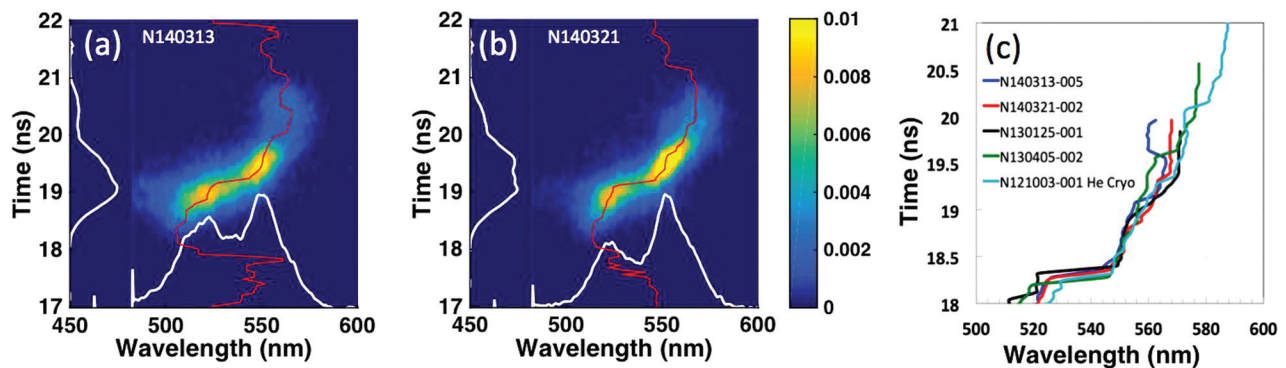 (a)
N140313
Time (ns)
22
21
20
19
18
17
450
500
550
600
Wavelength (nm)
(b)
N140321
Time (ns)
22
21
20
19
18
17
450
500
550
600
Wavelength (nm)
0.01
0.008
0.006
0.004
0.002
0
(c)
N140313-005
N140321-002
N130125-001
N130405-002
N121003-001 He Cryo
Time (ns)
21
20.5
20
19.5
19
18.5
18
500
520
540
560
580
600
Wavelength (nm)